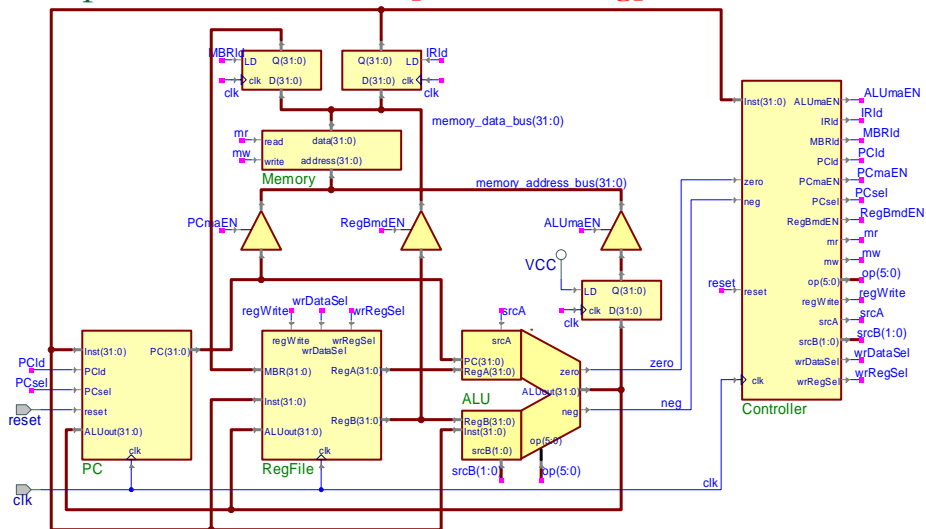 MBRld
LD
Q(31:0)
clk
D(31:0)
clk
Q(31:0)
LD
IRld
D(31:0)
clk
clk
memory_data_bus(31:0)
mr
read
data(31:0)
mw
write
address(31:0)
Memory
memory_address_bus(31:0)
PCmaEN
RegBmdEN
ALUmaEN
VCC
LD
Q(31:0)
clk
D(31:0)
clk
Inst(31:0)
ALUmaEN
ALUmaEN
IRld
IRld
MBRld
MBRld
PCld
PCld
PCmaEN
PCmaEN
zero
PCsel
PCsel
neg
RegBmdEN
RegBmdEN
mr
mr
mw
mw
op(5:0)
op(5:0)
reset
reset
regWrite
regWrite
srcA
srcA
srcB(1:0)
srcB(1:0)
wrDataSel
wrDataSel
clk
wrRegSel
wrRegSel
Controller
regWrite
wrDataSel
wrRegSel
srcA
Inst(31:0)
PC(31:0)
PCld
PCld
PCsel
PCsel
reset
reset
ALUout(31:0)
clk
PC
regWrite
wrRegSel
wrDataSel
MBR(31:0)
RegA(31:0)
Inst(31:0)
RegB(31:0)
ALUout(31:0)
clk
RegFile
srcA
PC(31:0)
RegA(31:0)
zero
zero
ALU
ALUout(31:0)
neg
neg
RegB(31:0)
Inst(31:0)
op(5:0)
srcB
srcB(1:0)
op(5:0)
clk
clk